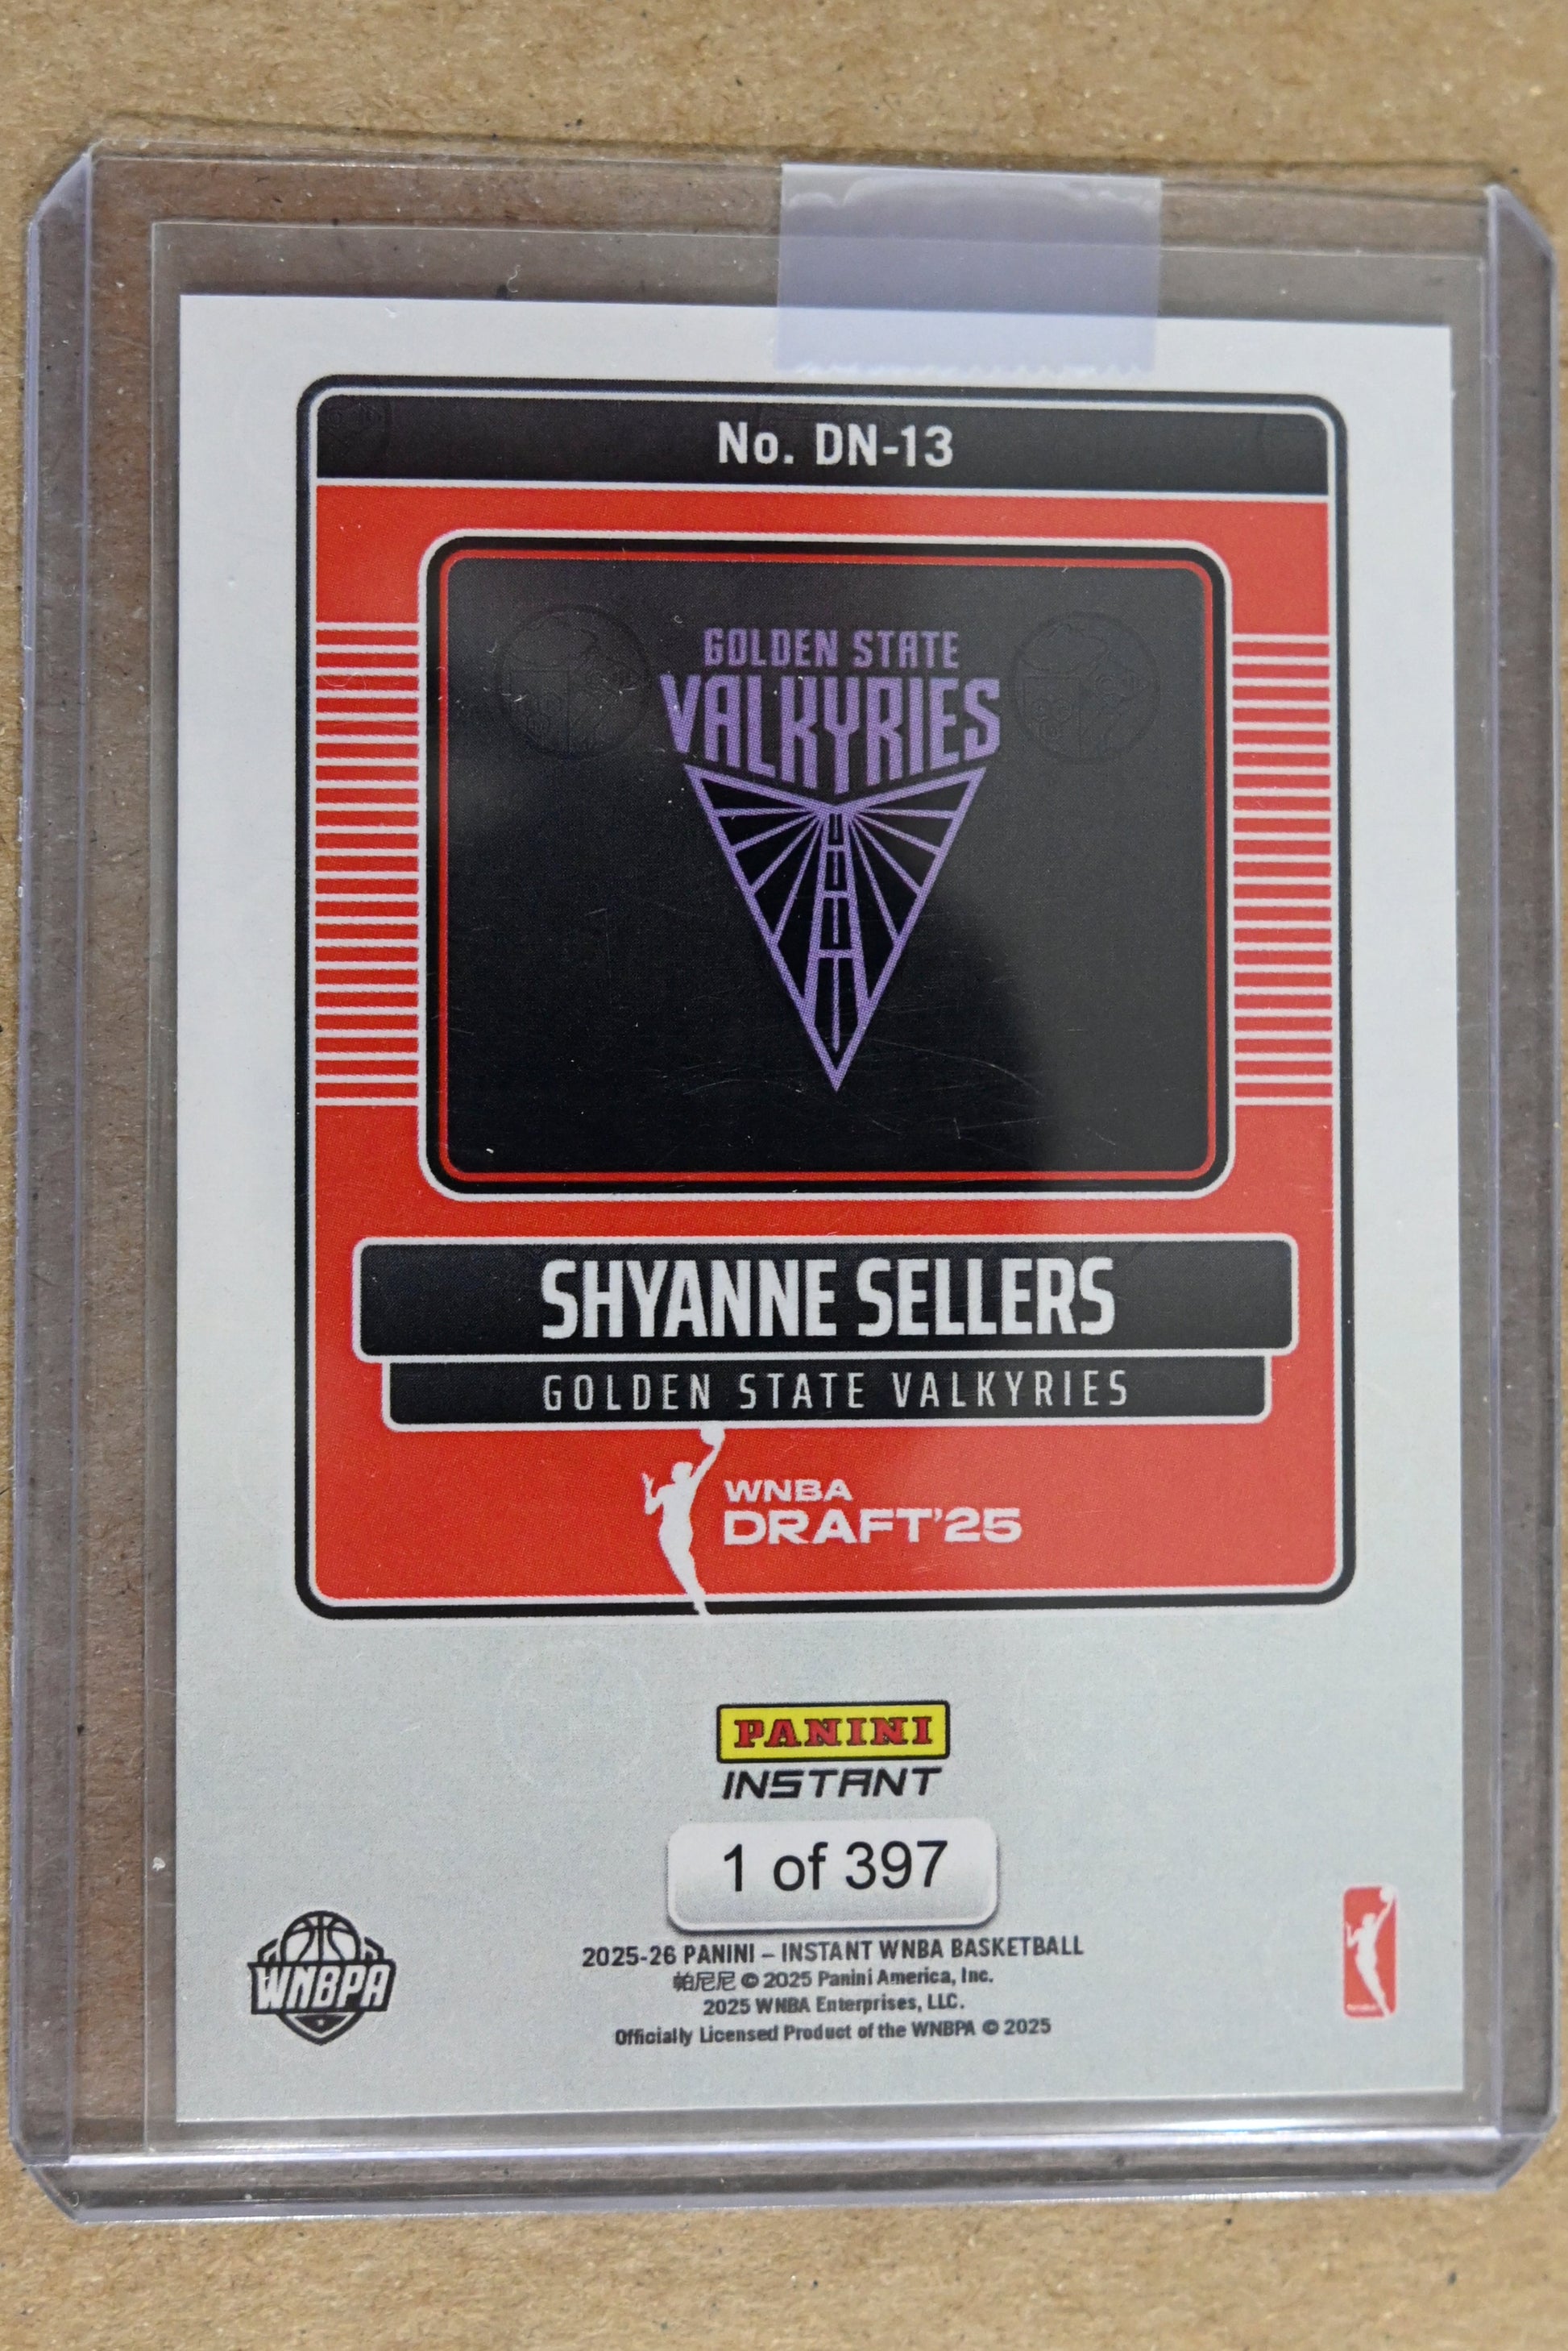 No. DN-13
GOLDEN STATE
VALKYRIES
SHYANNE SELLERS
GOLDEN STATE VALKYRIES
WNBA
DRAFT'25
PANINI
INSTANT
1 of 397
WNBPA
2025-26 PANINI – INSTANT WNBA BASKETBALL
帕尼尼 © 2025 Panini America, Inc.
2025 WNBA Enterprises, LLC.
Officially Licensed Product of the WNBPA © 2025